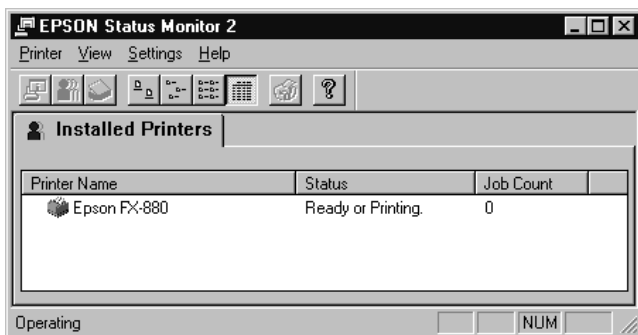 EPSON Status Monitor 2
Printer View Settings Help
Installed Printers
Printer Name Status Job Count
Epson FX-880 Ready or Printing. 0
Operating NUM